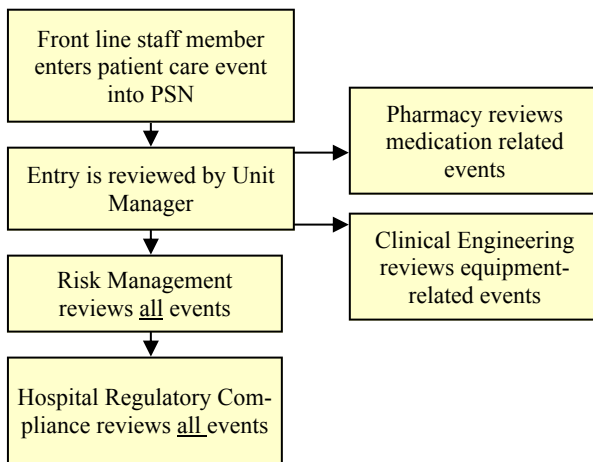 Front line staff member
enters patient care event
into PSN
Pharmacy reviews
medication related
events
Entry is reviewed by Unit
Manager
Clinical Engineering
reviews equipment-
related events
Risk Management
reviews all events
Hospital Regulatory Com-
pliance reviews all events